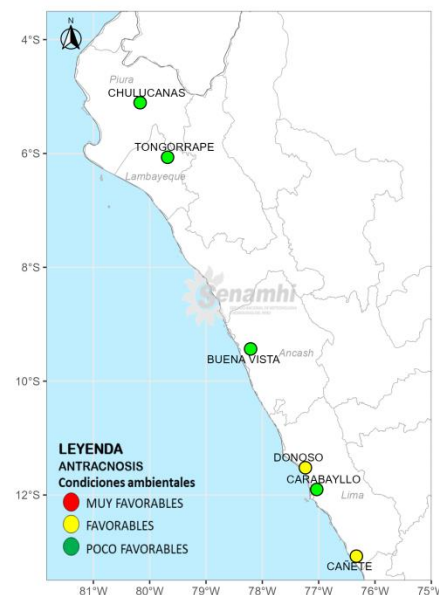 N
4°S
6°S
8°S
10°S
12°S
Piura
CHULUCANAS
TONGORRAPE
Lambayeque
Senamhi
BUENA VISTA
Ancash
DONOSO
CARABAYLLO
Lima
CAÑETE
LEYENDA
ANTRACNOSIS
Condiciones ambientales
MUY FAVORABLES
FAVORABLES
POCO FAVORABLES
81°W 80°W 79°W 78°W 77°W 76°W 75°W